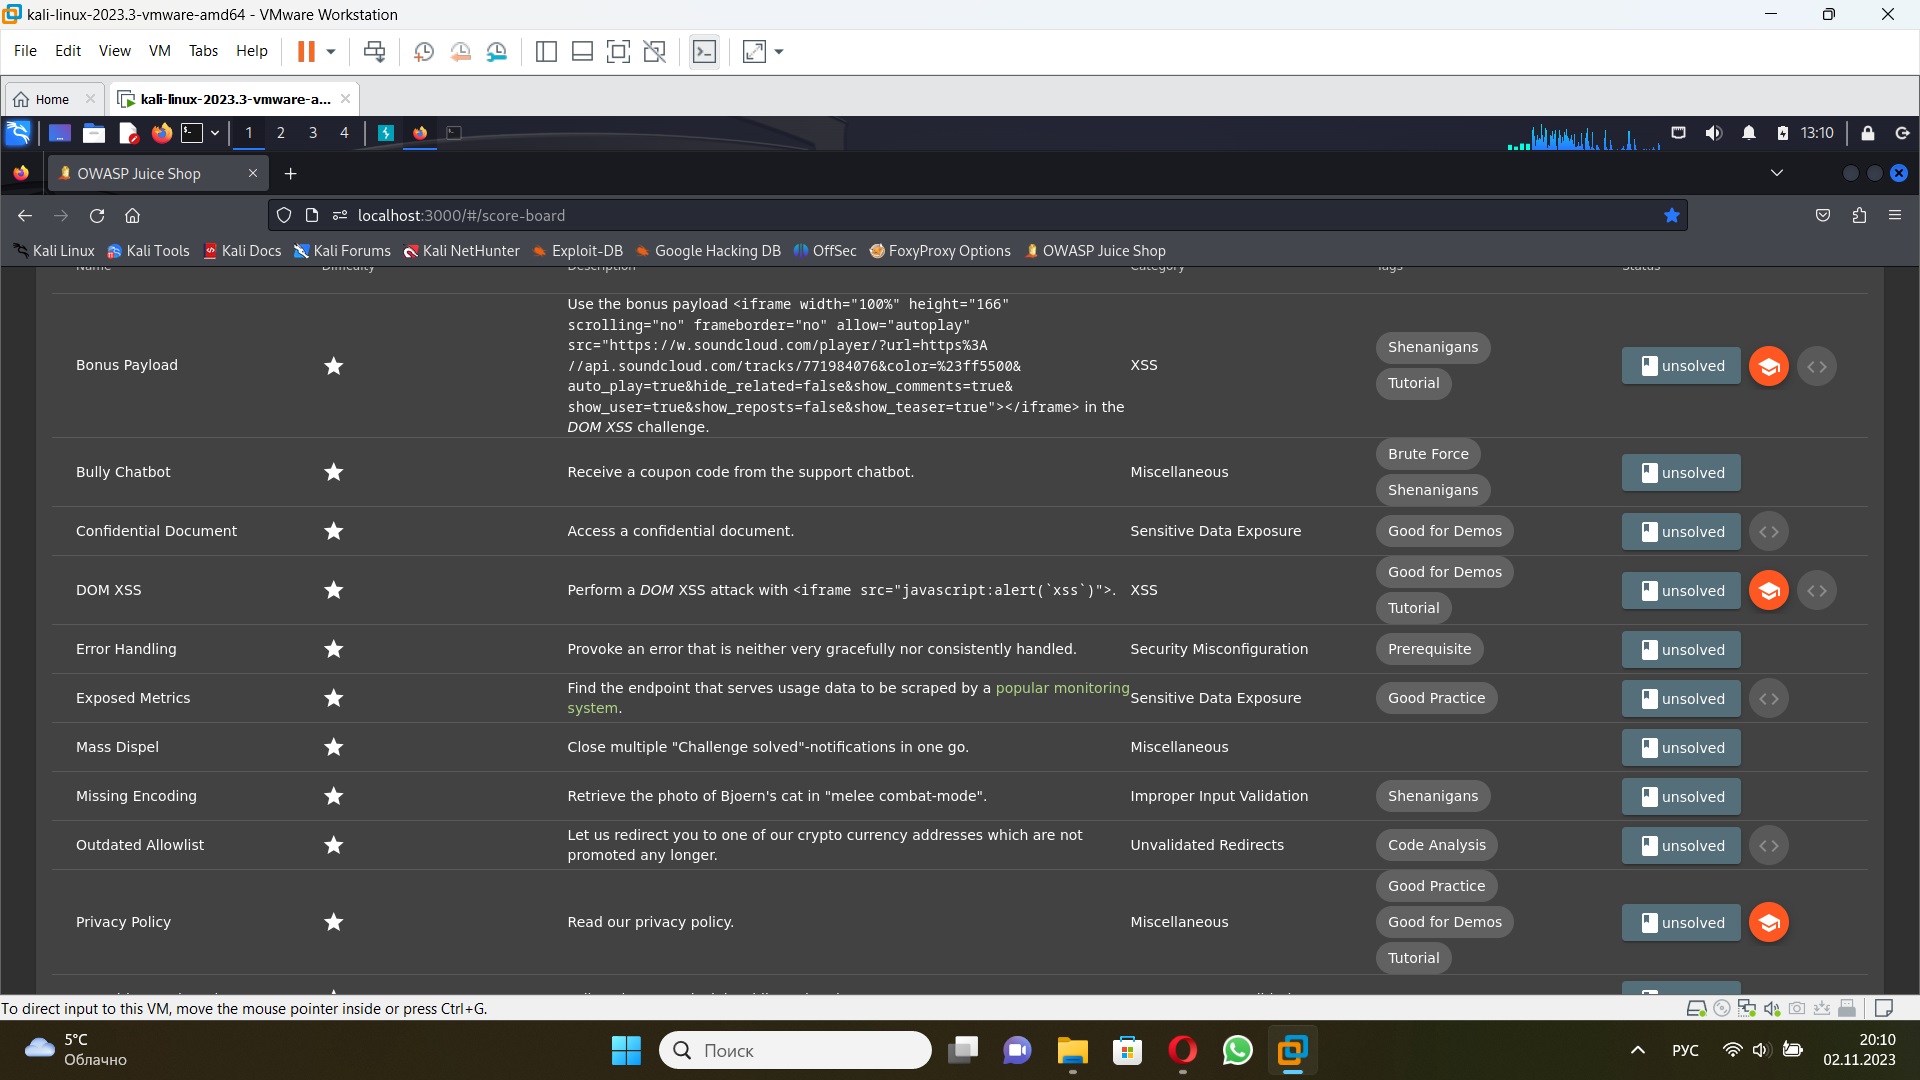 kali-linux-2023.3-vmware-amd64 - VMware Workstation
File Edit View VM Tabs Help
Home kali-linux-2023.3-vmware-a...
1 2 3 4 13:10
OWASP Juice Shop
localhost:3000/#/score-board
Kali Linux Kali Tools Kali Docs Kali Forums Kali NetHunter Exploit-DB Google Hacking DB OffSec FoxyProxy Options OWASP Juice Shop
Name Difficulty Description Category Tags Status
Use the bonus payload <iframe width="100%" height="166"
scrolling="no" frameborder="no" allow="autoplay"
src="https://w.soundcloud.com/player/?url=https%3A
//api.soundcloud.com/tracks/771984076&color=%23ff5500&
auto_play=true&hide_related=false&show_comments=true&
show_user=true&show_reposts=false&show_teaser=true"></iframe> in the
DOM XSS challenge.
Bonus Payload XSS Shenanigans Tutorial unsolved
Bully Chatbot Receive a coupon code from the support chatbot. Miscellaneous Brute Force Shenanigans unsolved
Confidential Document Access a confidential document. Sensitive Data Exposure Good for Demos unsolved
DOM XSS Perform a DOM XSS attack with <iframe src="javascript:alert(`xss`)">. XSS Good for Demos Tutorial unsolved
Error Handling Provoke an error that is neither very gracefully nor consistently handled. Security Misconfiguration Prerequisite unsolved
Exposed Metrics Find the endpoint that serves usage data to be scraped by a popular monitoring
system. Sensitive Data Exposure Good Practice unsolved
Mass Dispel Close multiple "Challenge solved"-notifications in one go. Miscellaneous unsolved
Missing Encoding Retrieve the photo of Bjoern's cat in "melee combat-mode". Improper Input Validation Shenanigans unsolved
Outdated Allowlist Let us redirect you to one of our crypto currency addresses which are not
promoted any longer. Unvalidated Redirects Code Analysis unsolved
Privacy Policy Read our privacy policy. Miscellaneous Good Practice Good for Demos Tutorial unsolved
To direct input to this VM, move the mouse pointer inside or press Ctrl+G.
5°C
Облачно
Поиск
РУС
20:10
02.11.2023